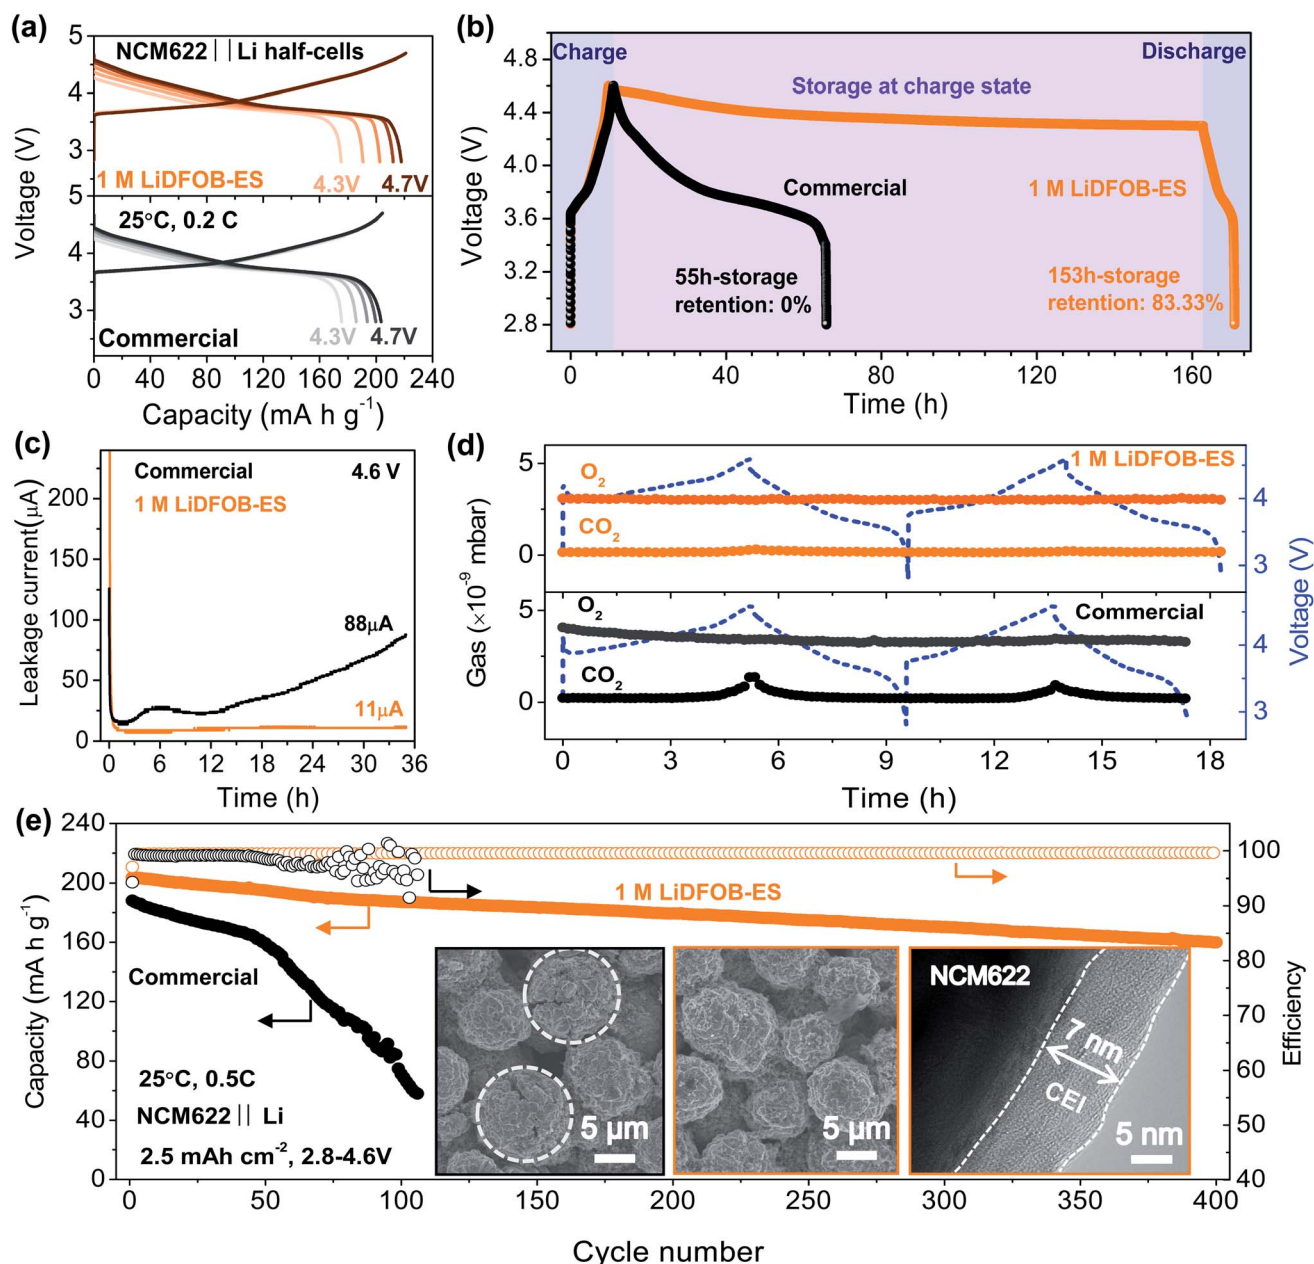 (a)
5
4
3
5
4
3
Voltage (V)
NCM622||Li half-cells
1 M LiDFOB-ES
4.3V
4.7V
25°C, 0.2 C
Commercial
4.3V
4.7V
0 40 80 120 160 200 240
Capacity (mA h g-1)
(b)
4.8
4.4
4.0
3.6
3.2
2.8
Voltage (V)
Charge
Discharge
Storage at charge state
Commercial
1 M LiDFOB-ES
55h-storage
retention: 0%
153h-storage
retention: 83.33%
0 40 80 120 160
Time (h)
(c)
200
150
100
50
0
Leakage current(μA)
Commercial
4.6 V
1 M LiDFOB-ES
88μA
11μA
0 6 12 18 24 30 36
Time (h)
(d)
5
0
5
0
Gas (×10-9 mbar)
O2
CO2
1 M LiDFOB-ES
O2
CO2
Commercial
4
3
4
3
Voltage (V)
0 3 6 9 12 15 18
Time (h)
(e)
240
200
160
120
80
40
0
Capacity (mA h g-1)
1 M LiDFOB-ES
Commercial
25°C, 0.5C
NCM622||Li
2.5 mAh cm-2, 2.8-4.6V
5 μm
5 μm
NCM622
7 nm
CEI
5 nm
100
90
80
70
60
50
40
Efficiency
0 50 100 150 200 250 300 350 400
Cycle number